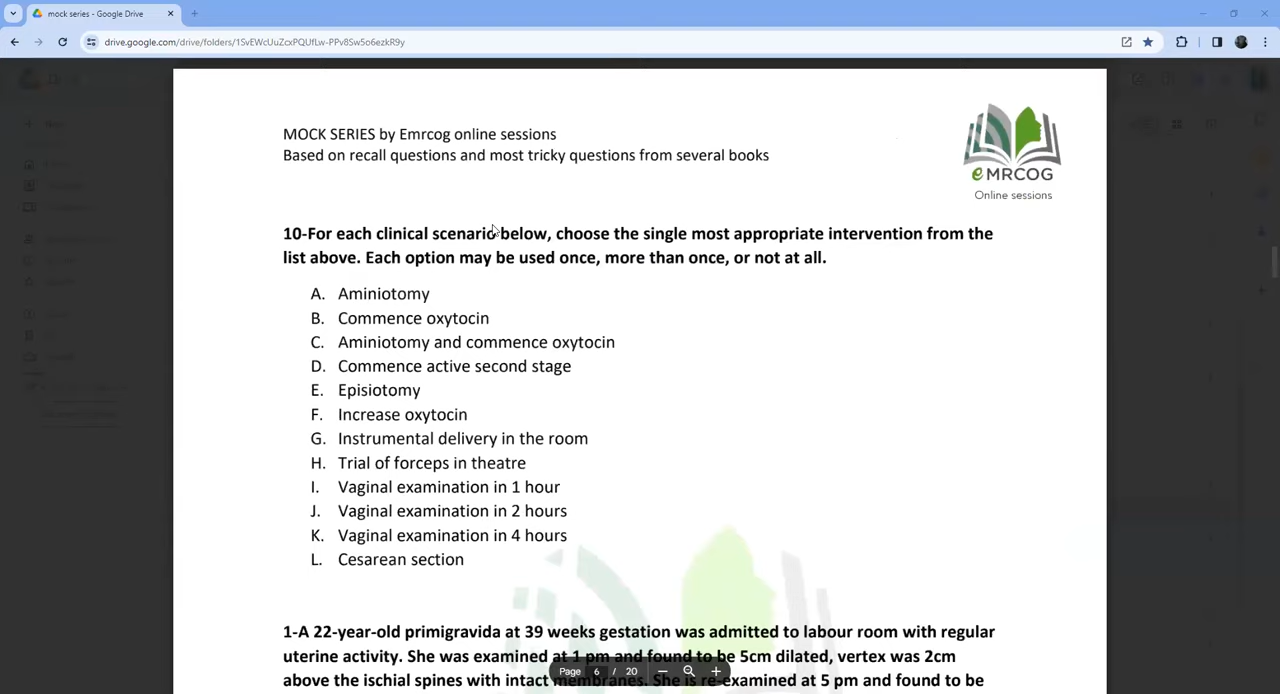 mock series - Google Drive
drive.google.com/drive/folders/1SvEWcUuZcxPQUfLw-PPv8Sw5o6ezkR9y
MOCK SERIES by Emrcog online sessions
Based on recall questions and most tricky questions from several books
eMRCOG
Online sessions
10-For each clinical scenario below, choose the single most appropriate intervention from the
list above. Each option may be used once, more than once, or not at all.
A. Aminiotomy
B. Commence oxytocin
C. Aminiotomy and commence oxytocin
D. Commence active second stage
E. Episiotomy
F. Increase oxytocin
G. Instrumental delivery in the room
H. Trial of forceps in theatre
I. Vaginal examination in 1 hour
J. Vaginal examination in 2 hours
K. Vaginal examination in 4 hours
L. Cesarean section
1-A 22-year-old primigravida at 39 weeks gestation was admitted to labour room with regular
uterine activity. She was examined at 1 pm and found to be 5cm dilated, vertex was 2cm
above the ischial spines with intact membranes. She is re-examined at 5 pm and found to be
Page 6 / 20